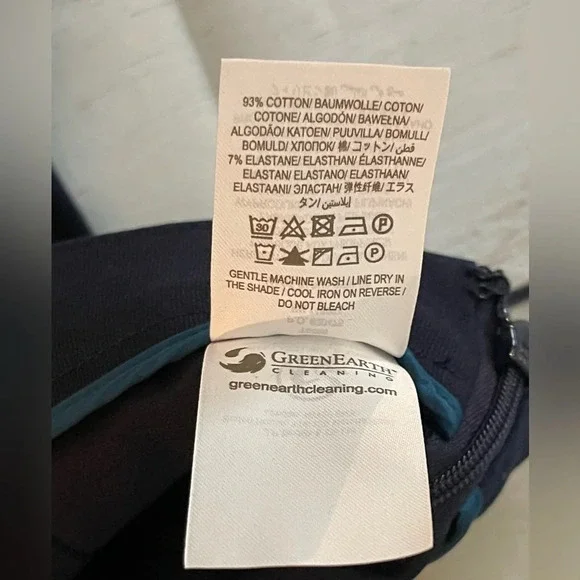 93% COTTON/ BAUMWOLLE/ COTON/
COTONE/ ALGODÓN/ BAWEŁNA/
ALGODÃO/ KATOEN/ PUUVILLA/ BOMULL/
BOMULD/ ХЛОПОК/ 棉/ コットン/ قطن/
7% ELASTANE/ ELASTHAN/ ÉLASTHANNE/
ELASTAN/ ELASTANO/ ELASTHAAN/
ELASTAANI/ ЭЛАСТАН/ 弹性纤维/ エラス
タン/ إيلاستين/
30 P
P
GENTLE MACHINE WASH / LINE DRY IN
THE SHADE / COOL IRON ON REVERSE /
DO NOT BLEACH
GREENEARTH™
CLEANING
greenearthcleaning.com